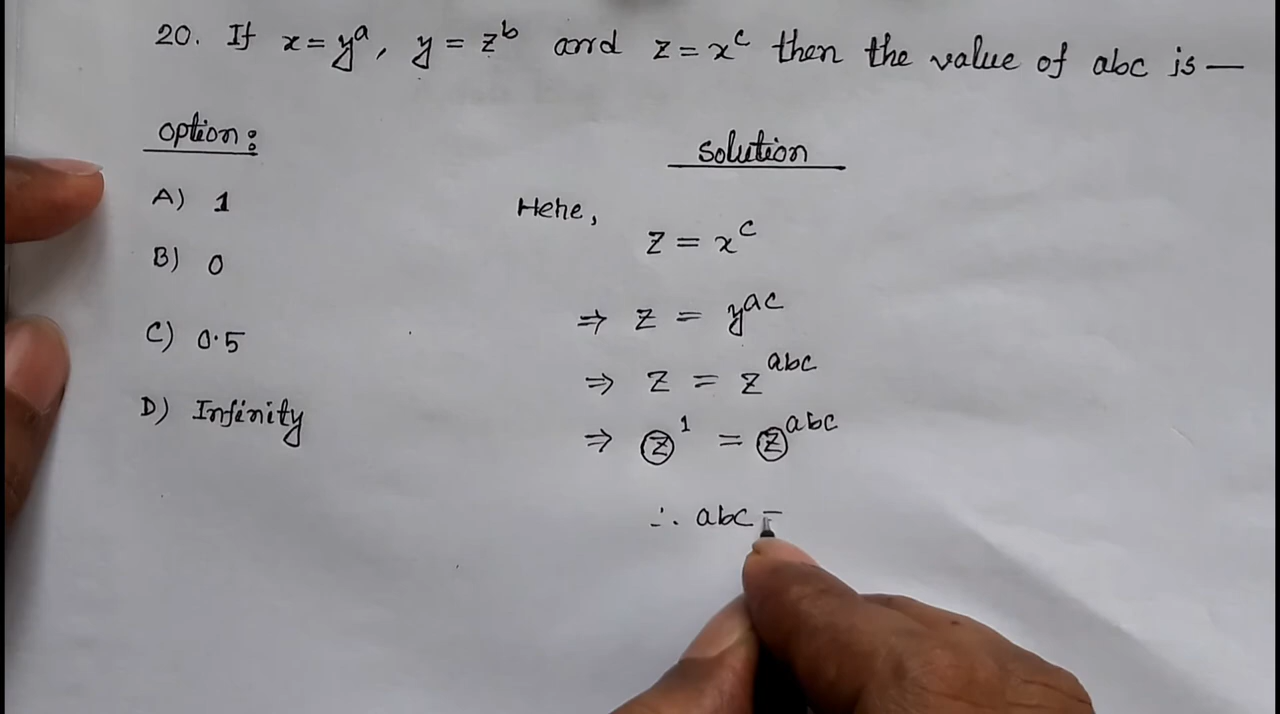 20. If x = y^a, y = z^b and z = x^c then the value of abc is —
option:
A) 1
B) 0
C) 0.5
D) Infinity
Solution
Here,
z = x^c
⇒ z = y^ac
⇒ z = z^abc
⇒ z^1 = z^abc
∴ abc =